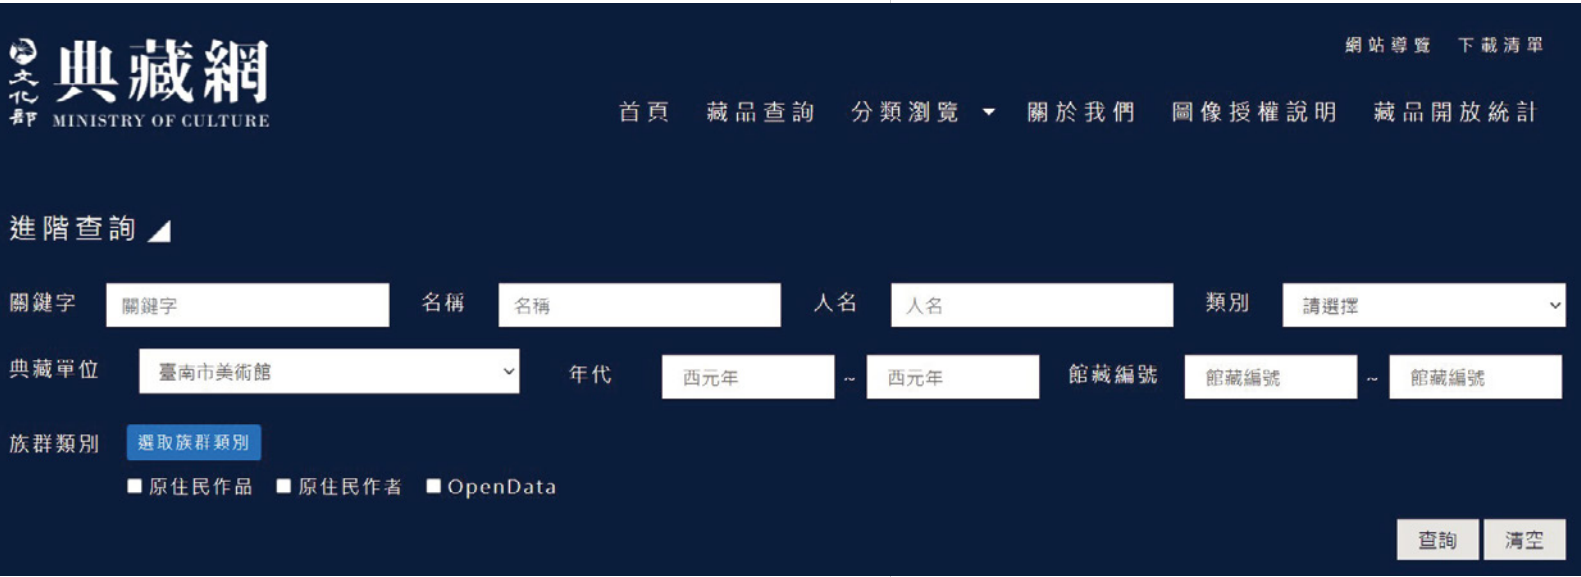 文化部
典藏網
MINISTRY OF CULTURE
網站導覽 下載清單
首頁 藏品查詢 分類瀏覽 關於我們 圖像授權說明 藏品開放統計
進階查詢
關鍵字 關鍵字 名稱 名稱 人名 人名 類別 請選擇
典藏單位 臺南市美術館 年代 西元年 ~ 西元年 館藏編號 館藏編號 ~ 館藏編號
族群類別 選取族群類別
原住民作品 原住民作者 OpenData
查詢 清空